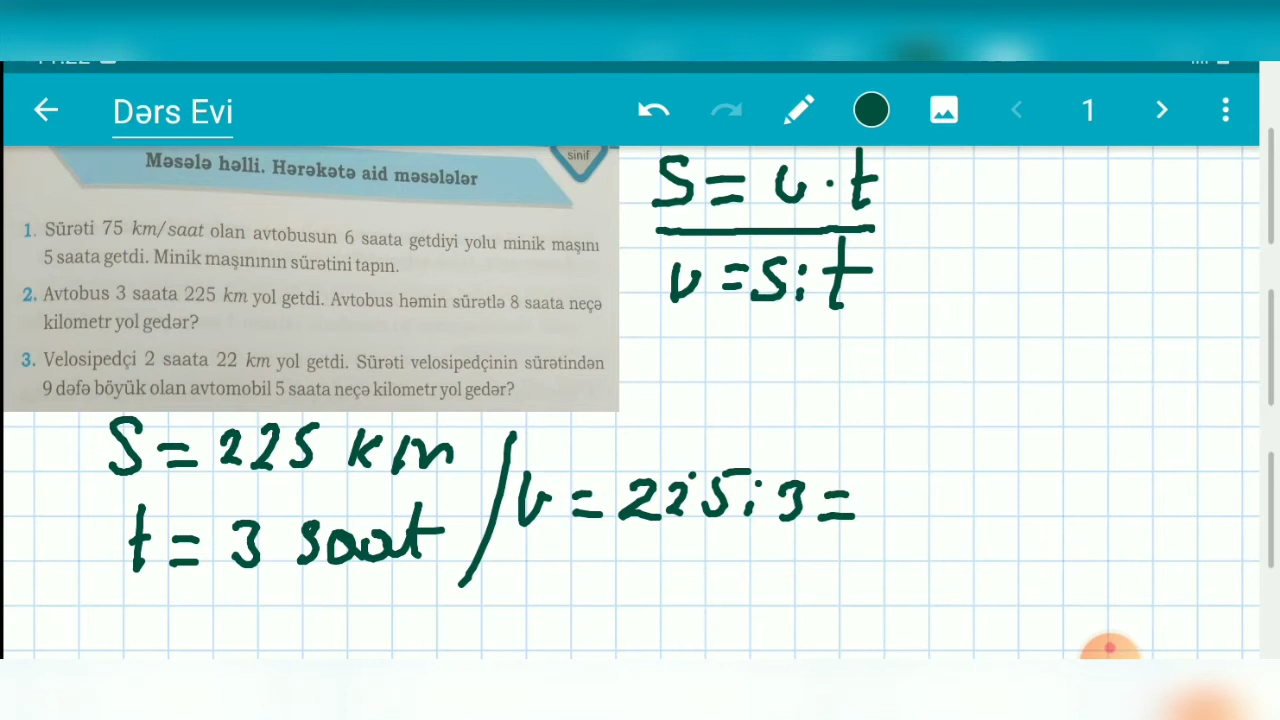 Dərs Evi
1
Məsələ həlli. Hərəkətə aid məsələlər
sinif
1. Sürəti 75 km/saat olan avtobusun 6 saata getdiyi yolu minik maşını
5 saata getdi. Minik maşınının sürətini tapın.
2. Avtobus 3 saata 225 km yol getdi. Avtobus həmin sürətlə 8 saata neçə
kilometr yol gedər?
3. Velosipedçi 2 saata 22 km yol getdi. Sürəti velosipedçinin sürətindən
9 dəfə böyük olan avtomobil 5 saata neçə kilometr yol gedər?
S = v · t
v = S : t
S = 225 km
t = 3 saat
v = 225 : 3 =